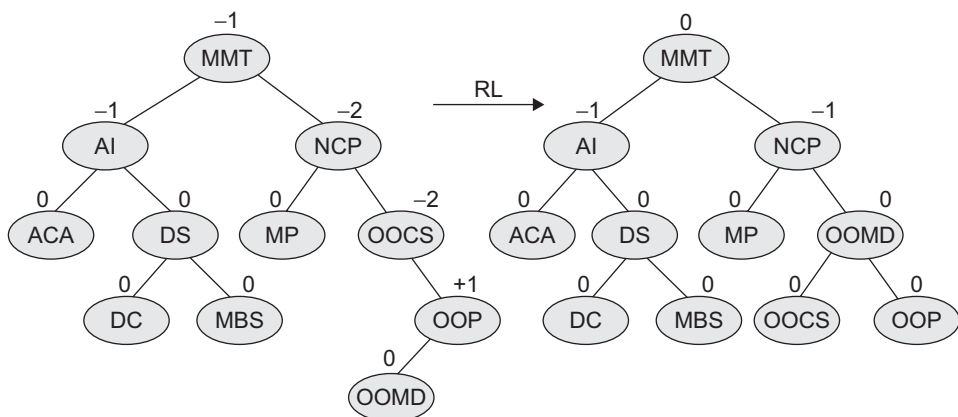 −1 0
MMT MMT
RL
−1 −2 −1 −1
AI NCP AI NCP
0 0 0 −2 0 0 0 0
ACA DS MP OOCS ACA DS MP OOMD
0 0 +1 0 0 0 0
DC MBS OOP DC MBS OOCS OOP
0
OOMD